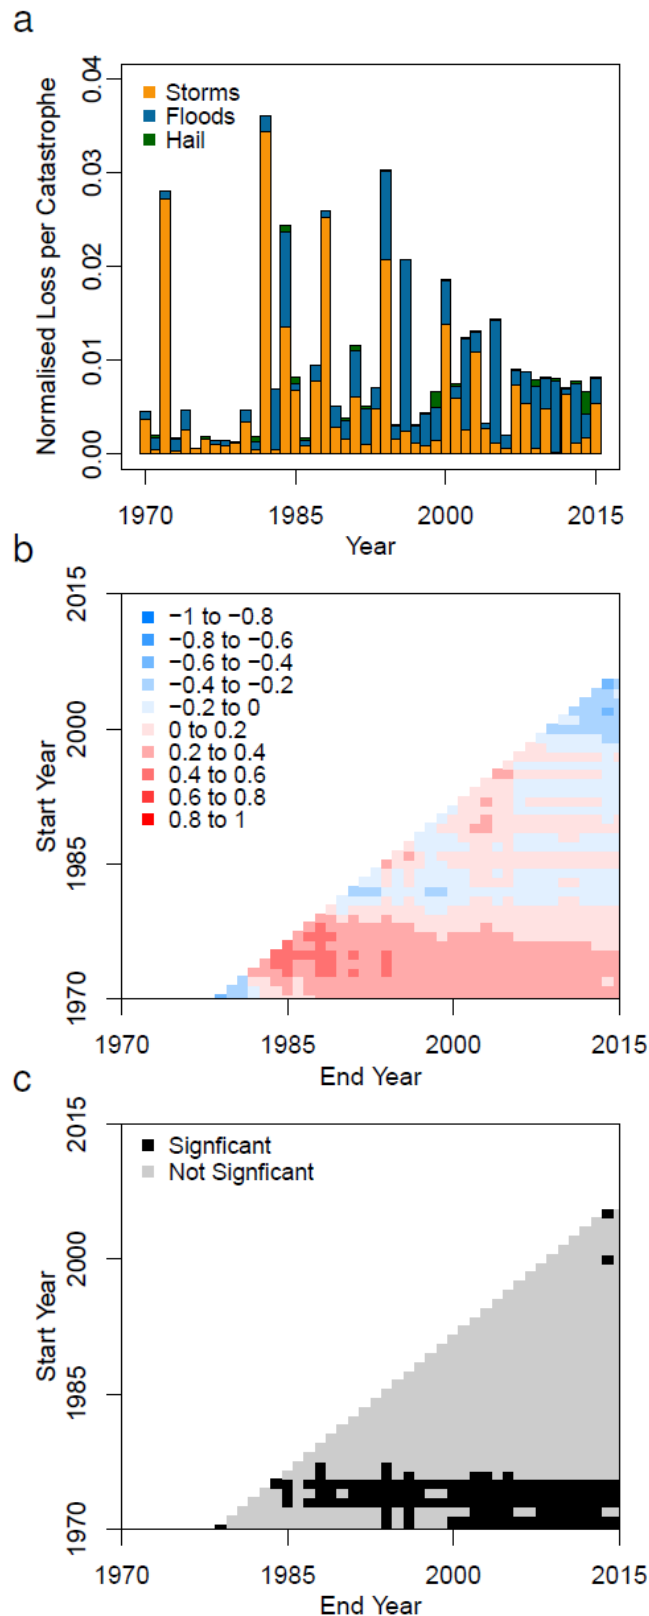 a
Normalised Loss per Catastrophe
0.04
0.03
0.02
0.01
0.00
Storms
Floods
Hail
1970 1985 2000 2015
Year
b
Start Year
2015
2000
1985
1970
−1 to −0.8
−0.8 to −0.6
−0.6 to −0.4
−0.4 to −0.2
−0.2 to 0
0 to 0.2
0.2 to 0.4
0.4 to 0.6
0.6 to 0.8
0.8 to 1
1970 1985 2000 2015
End Year
c
Start Year
2015
2000
1985
1970
Signficant
Not Signficant
1970 1985 2000 2015
End Year